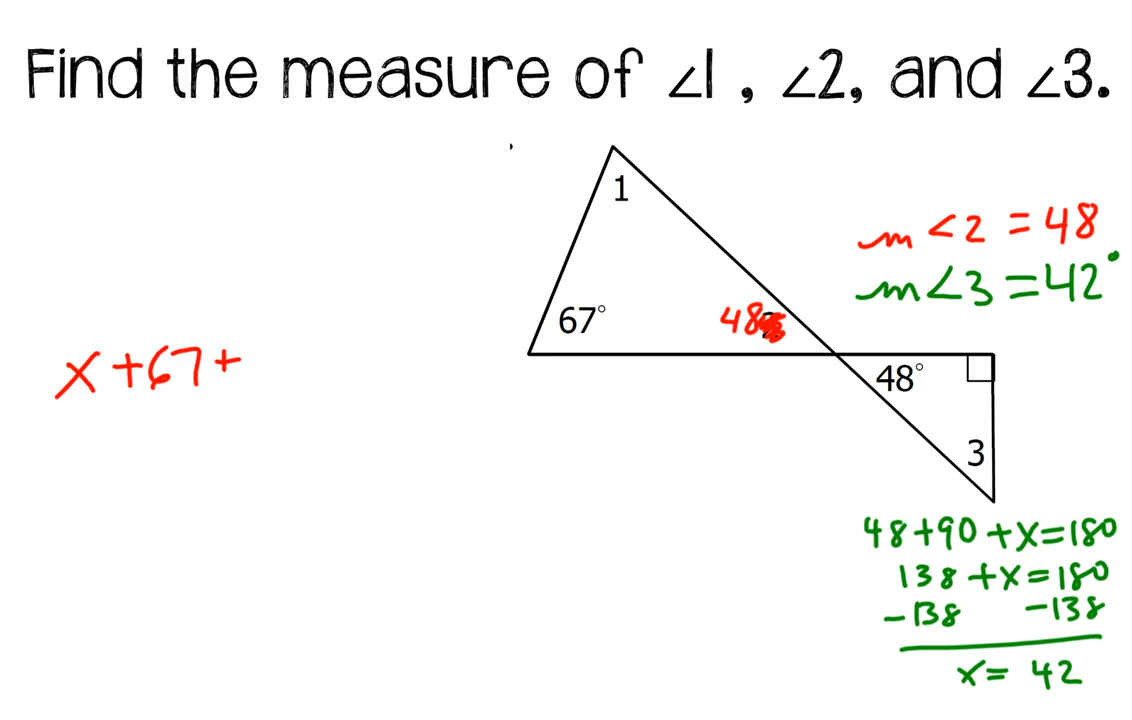 Find the measure of ∠1, ∠2, and ∠3.
1
m<2 = 48
m<3 = 42°
67°
48
x + 67 +
48°
3
48 + 90 + x = 180
138 + x = 180
-138 -138
x = 42